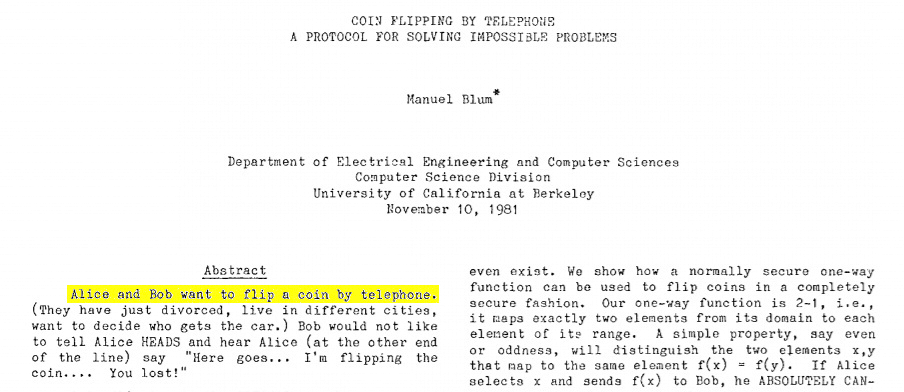 COIN FLIPPING BY TELEPHONE
A PROTOCOL FOR SOLVING IMPOSSIBLE PROBLEMS
Manuel Blum*
Department of Electrical Engineering and Computer Sciences
Computer Science Division
University of California at Berkeley
November 10, 1981
Abstract
Alice and Bob want to flip a coin by telephone.
(They have just divorced, live in different cities,
want to decide who gets the car.) Bob would not like
to tell Alice HEADS and hear Alice (at the other end
of the line) say "Here goes... I'm flipping the
coin.... You lost!"
even exist. We show how a normally secure one-way
function can be used to flip coins in a completely
secure fashion. Our one-way function is 2-1, i.e.,
it maps exactly two elements from its domain to each
element of its range. A simple property, say even
or oddness, will distinguish the two elements x,y
that map to the same element f(x) = f(y). If Alice
selects x and sends f(x) to Bob, he ABSOLUTELY CAN-